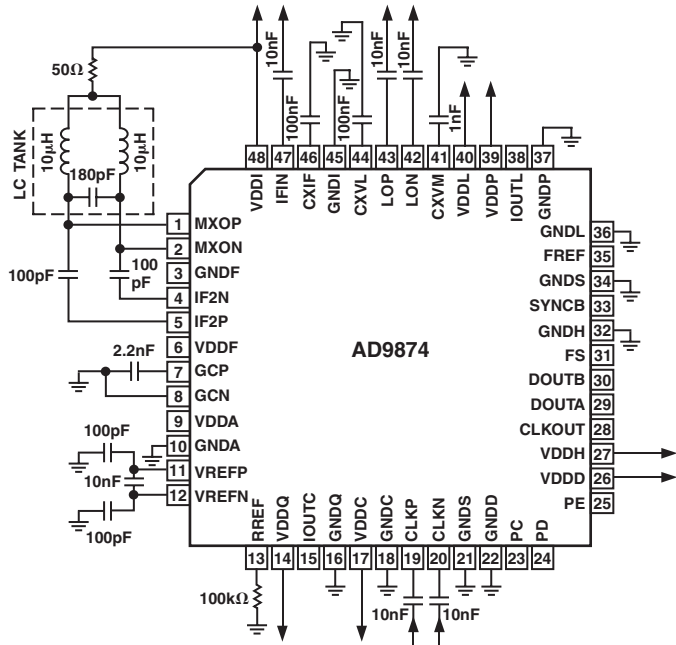 50Ω
LC TANK
10μH
10μH
180pF
100pF
100
pF
10nF
100nF
100nF
10nF
10nF
1nF
48
47
46
45
44
43
42
41
40
39
38
37
VDDI
IFIN
CXIF
GNDI
CXVL
LOP
LON
CXVM
VDDL
VDDP
IOUTL
GNDP
1 MXOP
2 MXON
3 GNDF
4 IF2N
5 IF2P
6 VDDF
7 GCP
8 GCN
9 VDDA
10 GNDA
11 VREFP
12 VREFN
2.2nF
100pF
10nF
100pF
AD9874
GNDL 36
FREF 35
GNDS 34
SYNCB 33
GNDH 32
FS 31
DOUTB 30
DOUTA 29
CLKOUT 28
VDDH 27
VDDD 26
PE 25
RREF
VDDQ
IOUTC
GNDQ
VDDC
GNDC
CLKP
CLKN
GNDS
GNDD
PC
PD
13
14
15
16
17
18
19
20
21
22
23
24
100kΩ
10nF
10nF